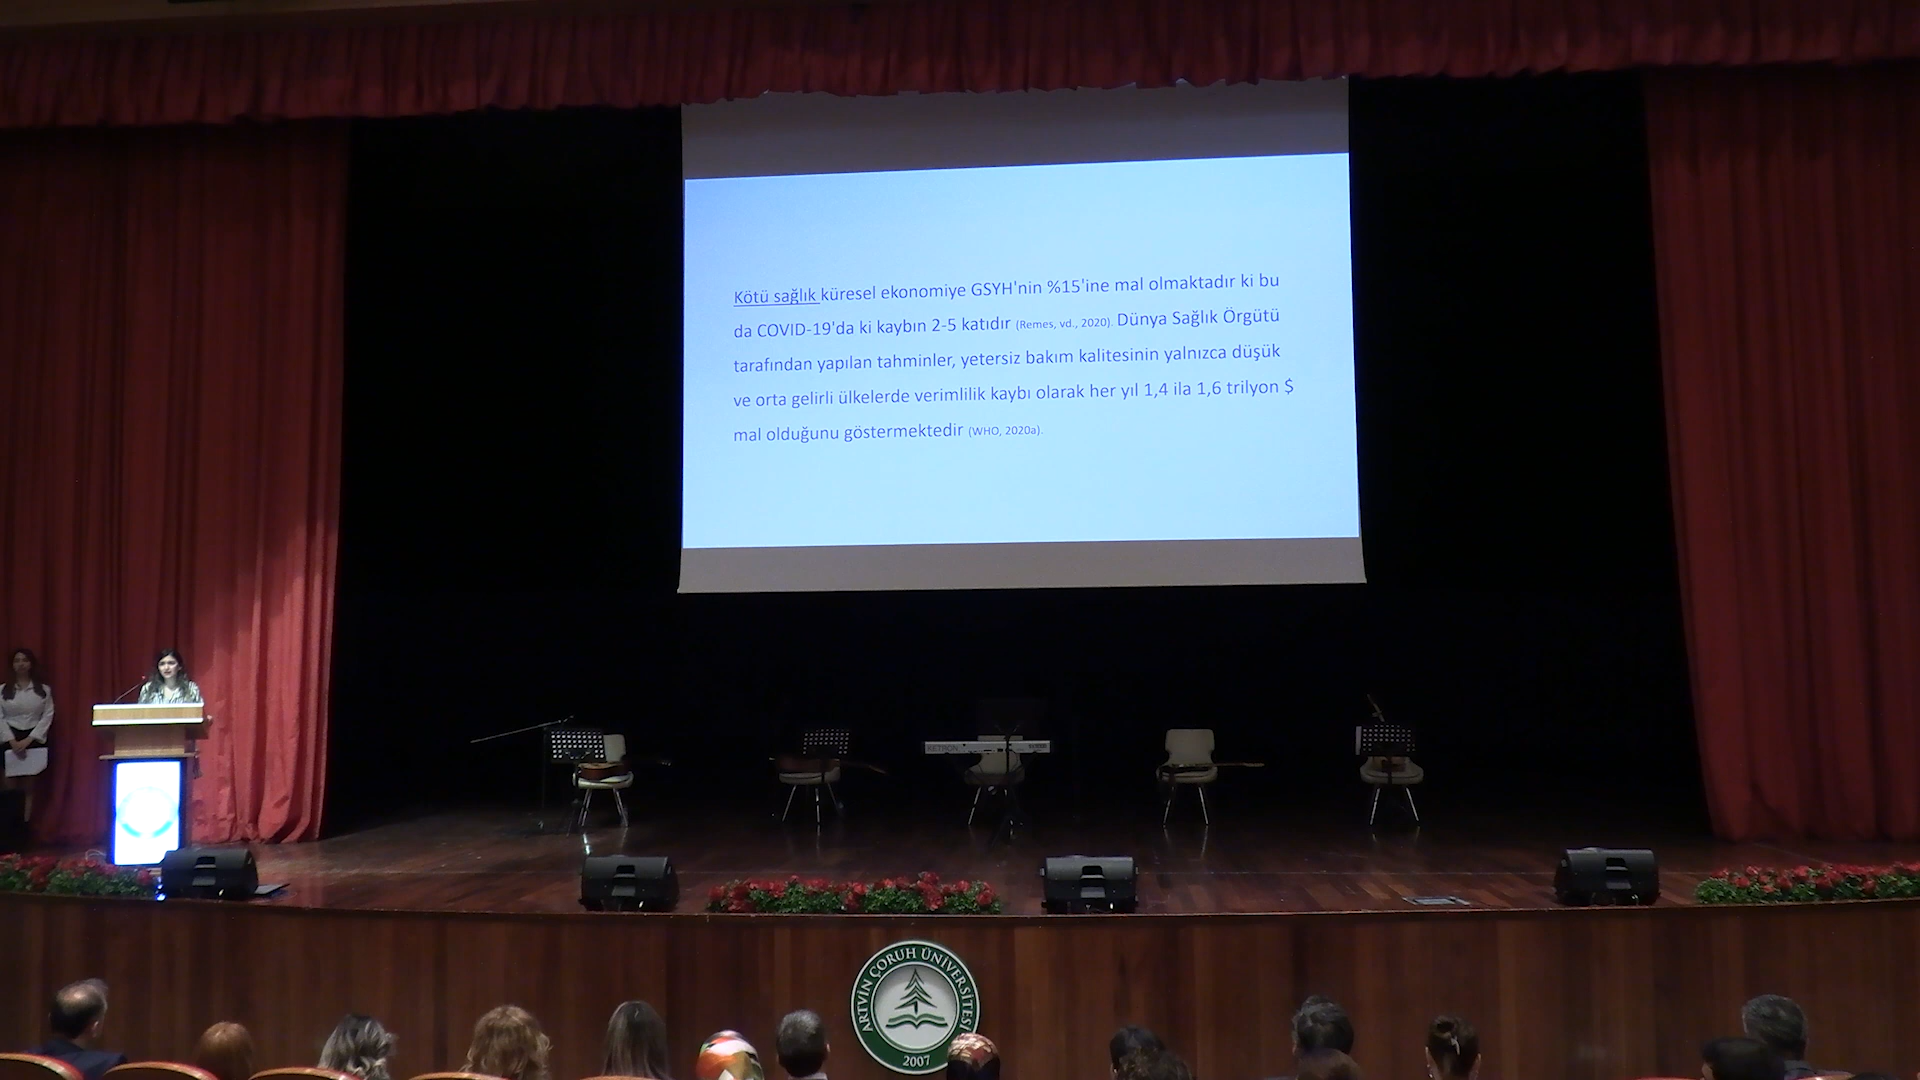 Kötü sağlık küresel ekonomiye GSYH'nin %15'ine mal olmaktadır ki bu
da COVID-19'da ki kaybın 2-5 katıdır (Remes, vd., 2020). Dünya Sağlık Örgütü
tarafından yapılan tahminler, yetersiz bakım kalitesinin yalnızca düşük
ve orta gelirli ülkelerde verimlilik kaybı olarak her yıl 1,4 ila 1,6 trilyon $
mal olduğunu göstermektedir (WHO, 2020a).
KETRON
ARTVİN ÇORUH ÜNİVERSİTESİ
2007